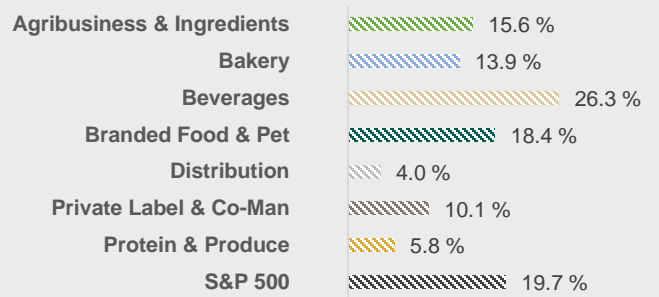 Agribusiness & Ingredients 15.6 %
Bakery 13.9 %
Beverages 26.3 %
Branded Food & Pet 18.4 %
Distribution 4.0 %
Private Label & Co-Man 10.1 %
Protein & Produce 5.8 %
S&P 500 19.7 %